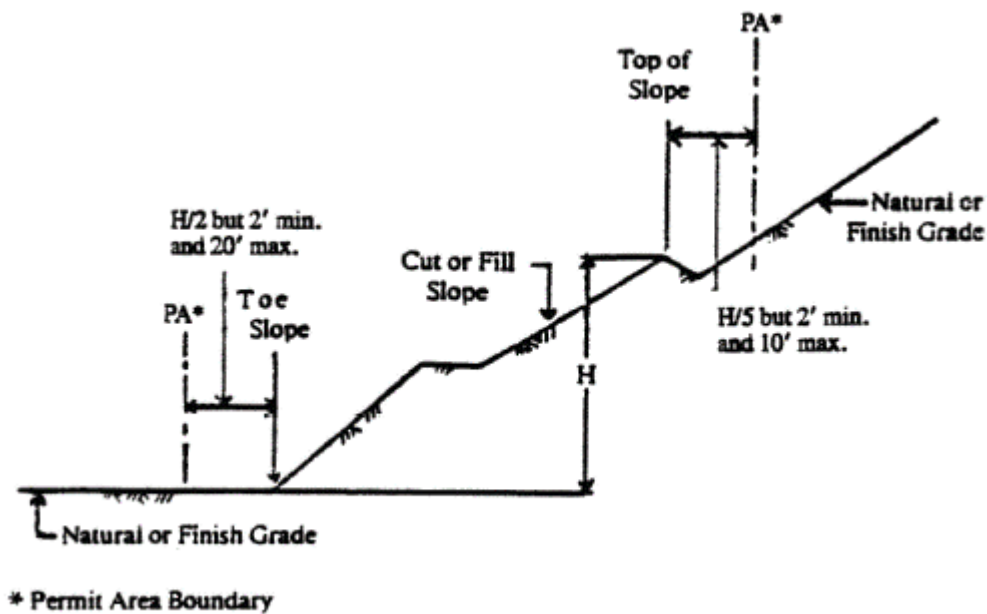 PA*
Top of
Slope
H/2 but 2' min.
and 20' max.
Natural or
Finish Grade
Cut or Fill
Slope
PA*
Toe
Slope
H/5 but 2' min.
and 10' max.
H
Natural or Finish Grade
* Permit Area Boundary